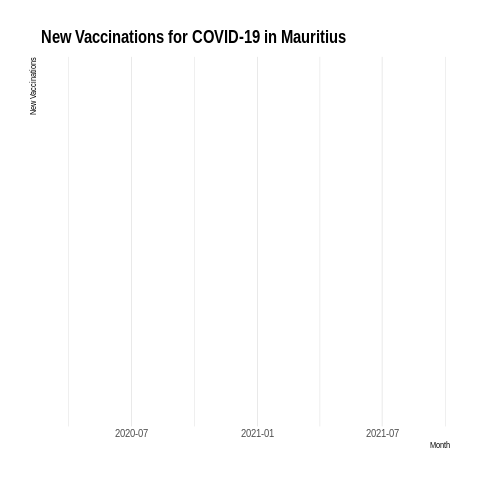 New Vaccinations for COVID-19 in Mauritius
New Vaccinations
2020-07
2021-01
2021-07
Month